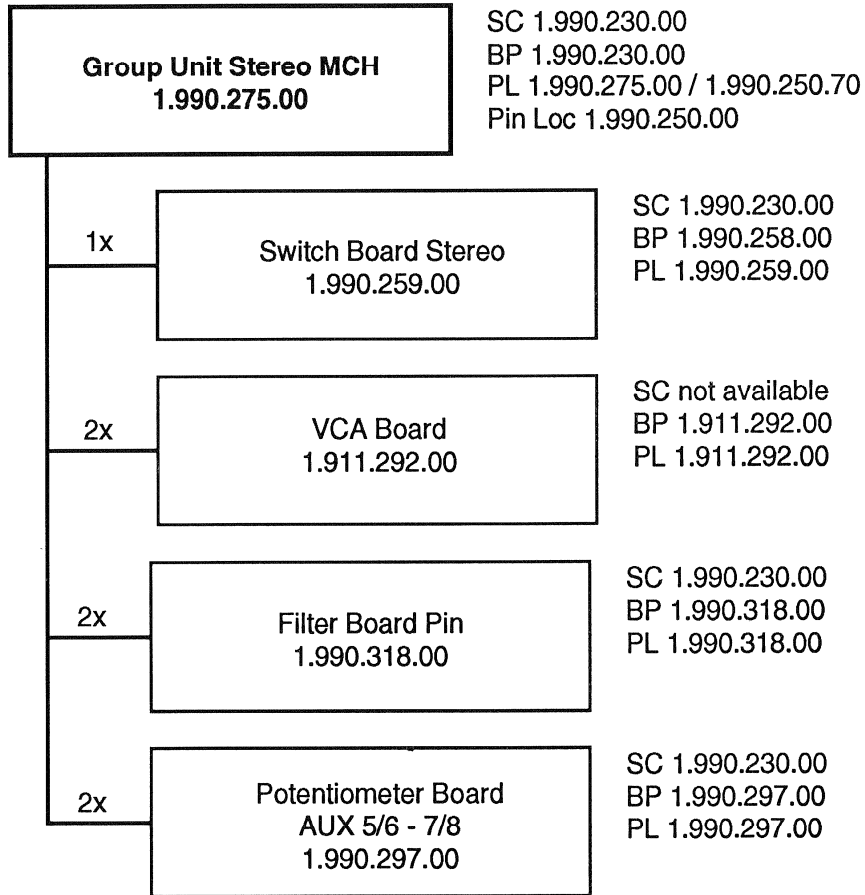 Group Unit Stereo MCH
1.990.275.00
SC 1.990.230.00
BP 1.990.230.00
PL 1.990.275.00 / 1.990.250.70
Pin Loc 1.990.250.00
1x
Switch Board Stereo
1.990.259.00
SC 1.990.230.00
BP 1.990.258.00
PL 1.990.259.00
2x
VCA Board
1.911.292.00
SC not available
BP 1.911.292.00
PL 1.911.292.00
2x
Filter Board Pin
1.990.318.00
SC 1.990.230.00
BP 1.990.318.00
PL 1.990.318.00
2x
Potentiometer Board
AUX 5/6 - 7/8
1.990.297.00
SC 1.990.230.00
BP 1.990.297.00
PL 1.990.297.00